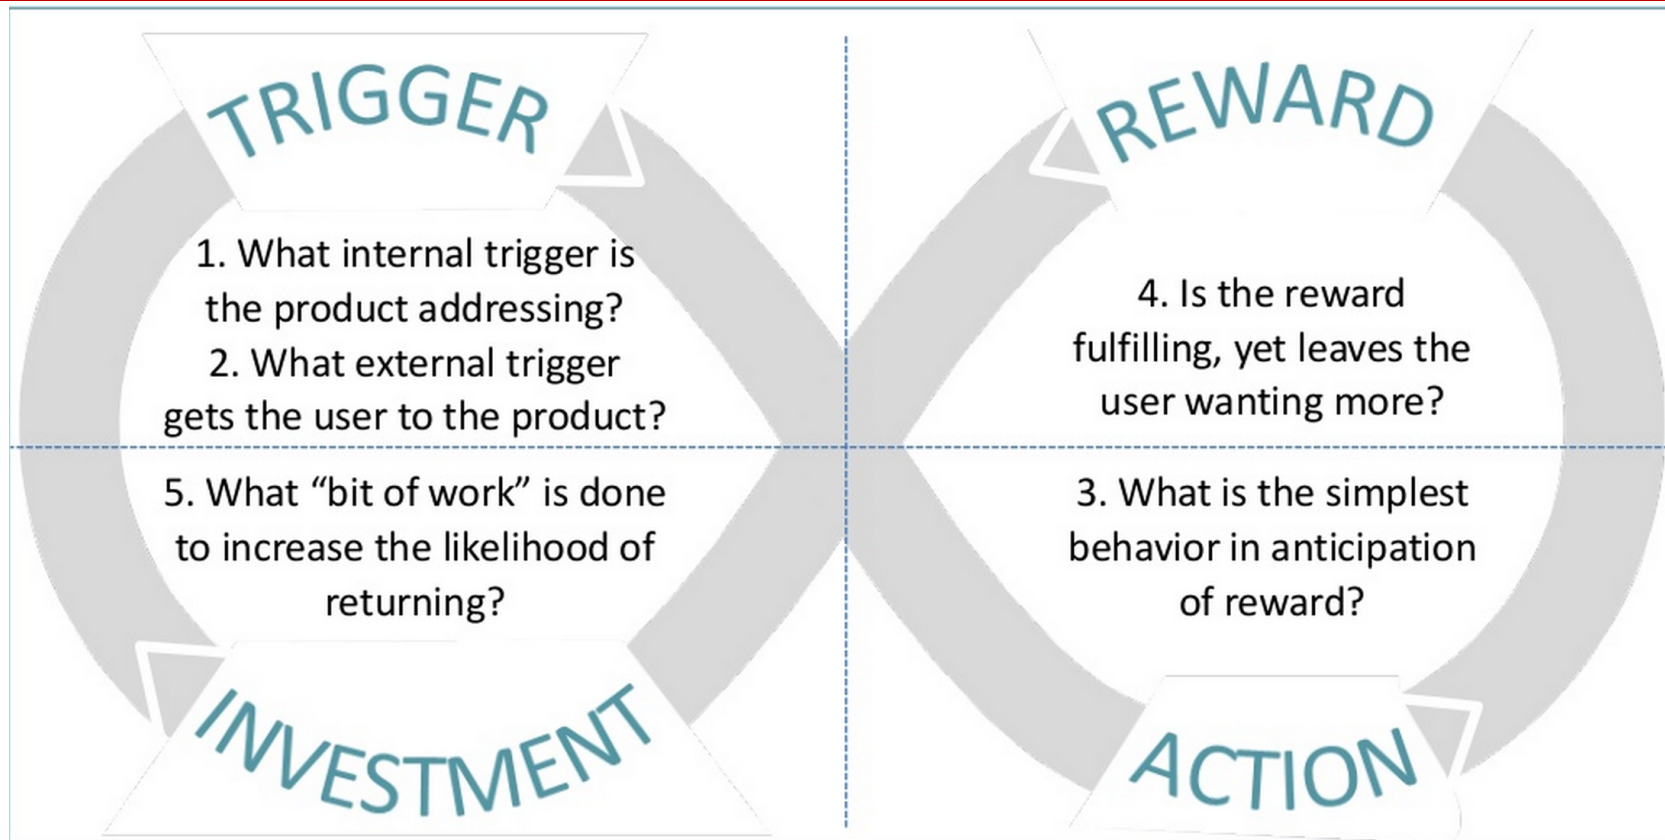 TRIGGER
1. What internal trigger is
the product addressing?
2. What external trigger
gets the user to the product?
REWARD
4. Is the reward
fulfilling, yet leaves the
user wanting more?
5. What “bit of work” is done
to increase the likelihood of
returning?
INVESTMENT
3. What is the simplest
behavior in anticipation
of reward?
ACTION